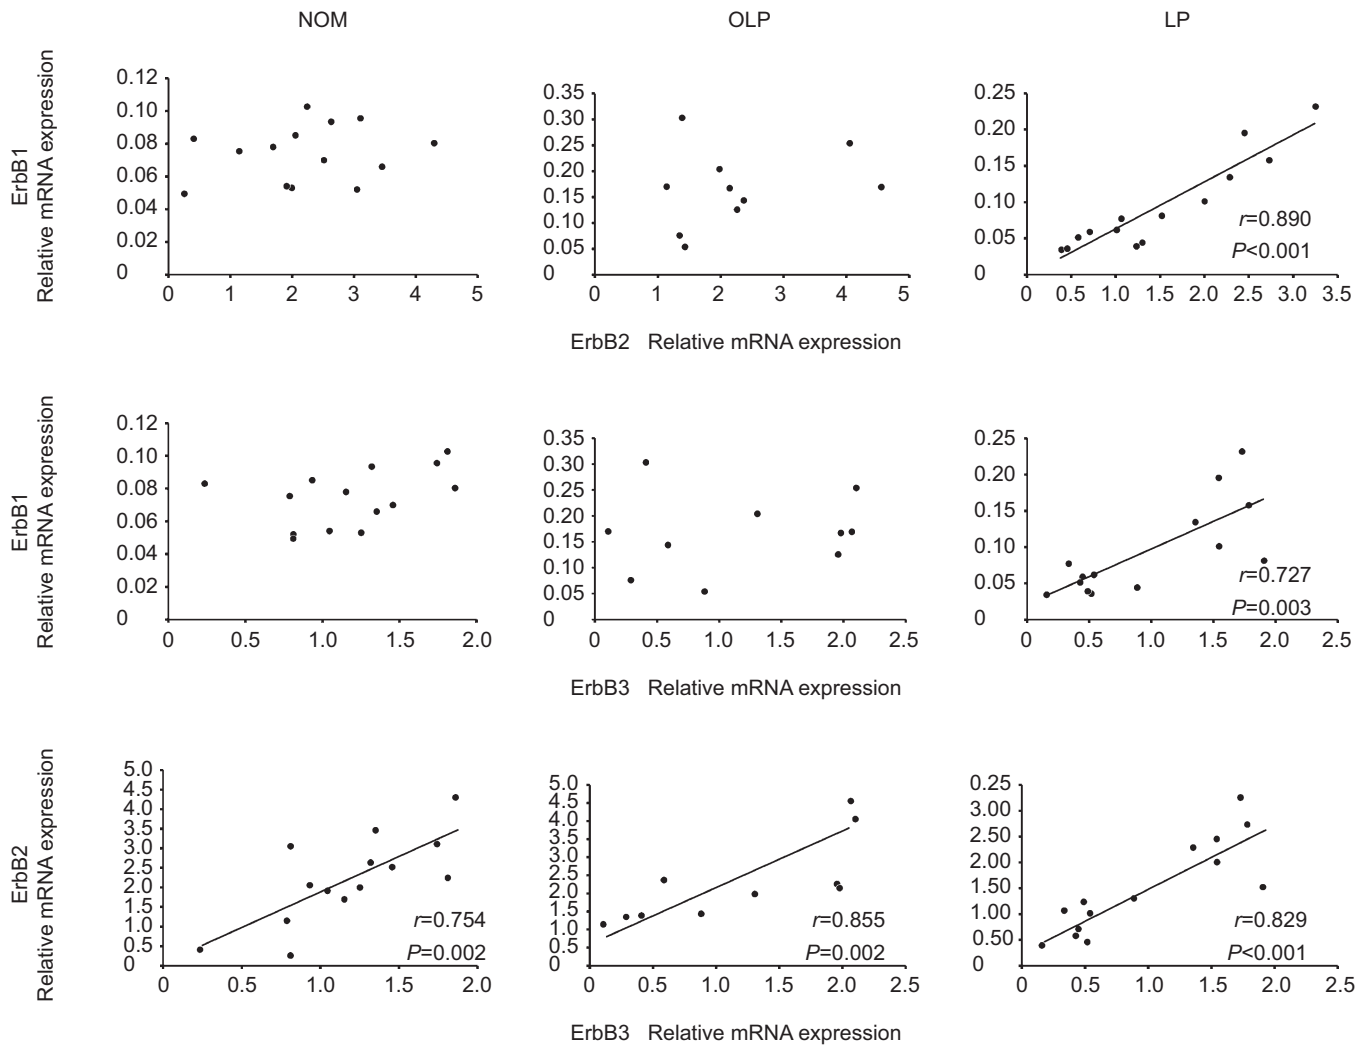 NOM OLP LP
ErbB1
Relative mRNA expression
0.12
0.10
0.08
0.06
0.04
0.02
0
0 1 2 3 4 5
0.35
0.30
0.25
0.20
0.15
0.10
0.05
0
0 1 2 3 4 5
0.25
0.20
0.15
0.10
0.05
0
r=0.890
P<0.001
0 0.5 1.0 1.5 2.0 2.5 3.0 3.5
ErbB2 Relative mRNA expression
ErbB1
Relative mRNA expression
0.12
0.10
0.08
0.06
0.04
0.02
0
0 0.5 1.0 1.5 2.0
0.35
0.30
0.25
0.20
0.15
0.10
0.05
0
0 0.5 1.0 1.5 2.0 2.5
0.25
0.20
0.15
0.10
0.05
0
r=0.727
P=0.003
0 0.5 1.0 1.5 2.0 2.5
ErbB3 Relative mRNA expression
ErbB2
Relative mRNA expression
5.0
4.5
4.0
3.5
3.0
2.5
2.0
1.5
1.0
0.5
0
r=0.754
P=0.002
0 0.5 1.0 1.5 2.0
5.0
4.5
4.0
3.5
3.0
2.5
2.0
1.5
1.0
0.5
0
r=0.855
P=0.002
0 0.5 1.0 1.5 2.0 2.5
0.25
3.00
2.50
2.00
1.50
1.00
0.50
0
r=0.829
P<0.001
0 0.5 1.0 1.5 2.0 2.5
ErbB3 Relative mRNA expression